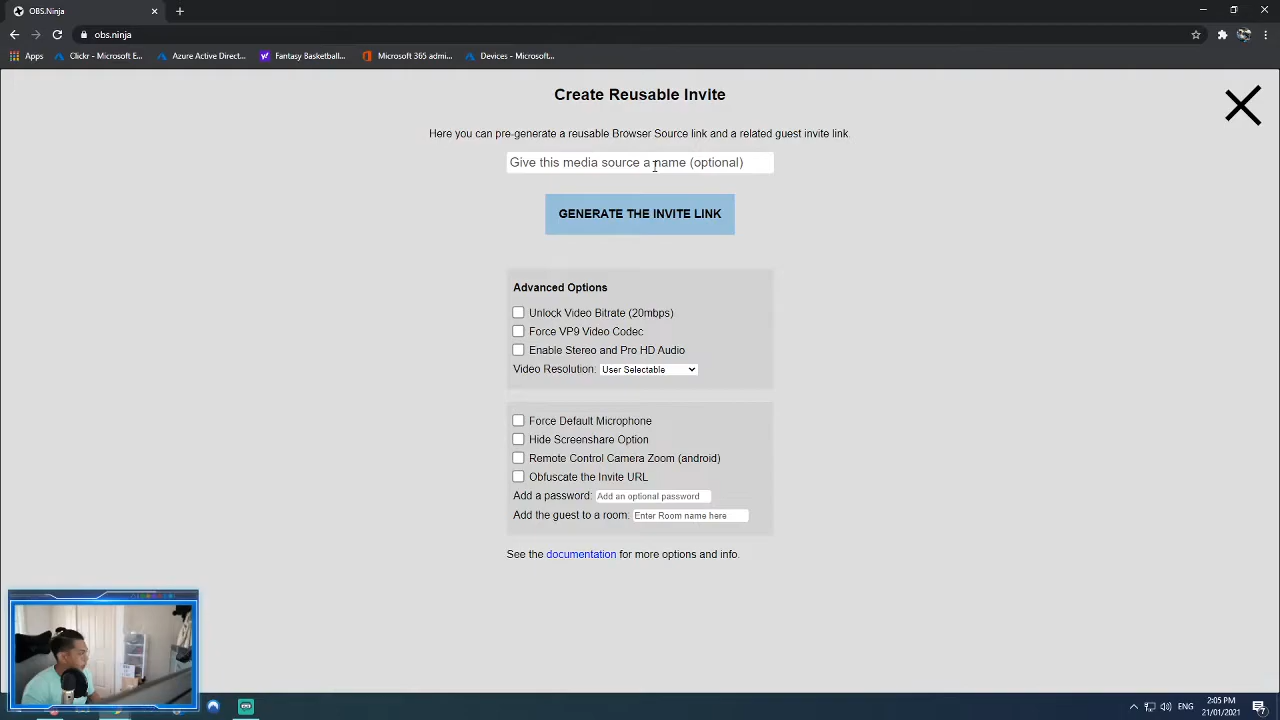 OBS.Ninja
obs.ninja
Apps
Clickr - Microsoft E...
Azure Active Direct...
Fantasy Basketball...
Microsoft 365 admi...
Devices - Microsoft...
Create Reusable Invite
Here you can pre-generate a reusable Browser Source link and a related guest invite link.
Give this media source a name (optional)
GENERATE THE INVITE LINK
Advanced Options
Unlock Video Bitrate (20mbps)
Force VP9 Video Codec
Enable Stereo and Pro HD Audio
Video Resolution: User Selectable
Force Default Microphone
Hide Screenshare Option
Remote Control Camera Zoom (android)
Obfuscate the Invite URL
Add a password: Add an optional password
Add the guest to a room: Enter Room name here
See the documentation for more options and info.
ENG
2:05 PM
21/01/2021